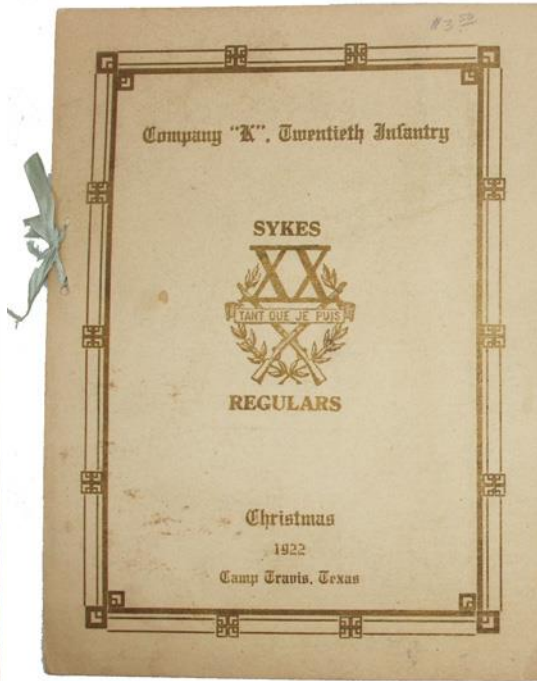 #3 50
Company "K", Twentieth Infantry
SYKES
XX
TANT QUE JE PUIS
REGULARS
Christmas
1922
Camp Travis, Texas